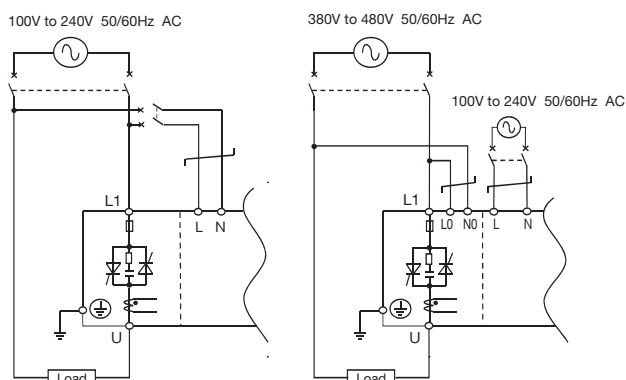 100V to 240V 50/60Hz AC
L1
L N
U
Load
380V to 480V 50/60Hz AC
100V to 240V 50/60Hz AC
L1
L0 N0 L N
U
Load